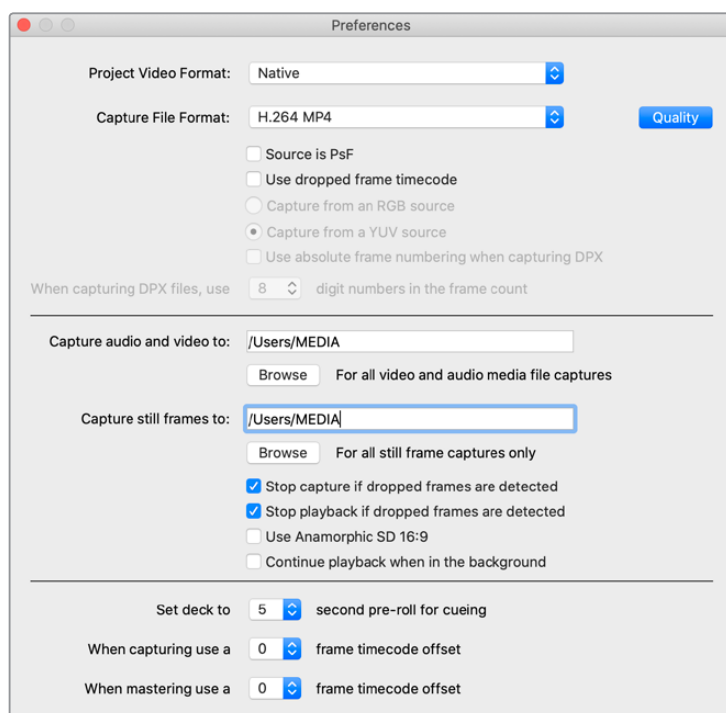 Preferences
Project Video Format: Native
Capture File Format: H.264 MP4 Quality
Source is PsF
Use dropped frame timecode
Capture from an RGB source
Capture from a YUV source
Use absolute frame numbering when capturing DPX
When capturing DPX files, use 8 digit numbers in the frame count
Capture audio and video to: /Users/MEDIA
Browse For all video and audio media file captures
Capture still frames to: /Users/MEDIA
Browse For all still frame captures only
Stop capture if dropped frames are detected
Stop playback if dropped frames are detected
Use Anamorphic SD 16:9
Continue playback when in the background
Set deck to 5 second pre-roll for cueing
When capturing use a 0 frame timecode offset
When mastering use a 0 frame timecode offset